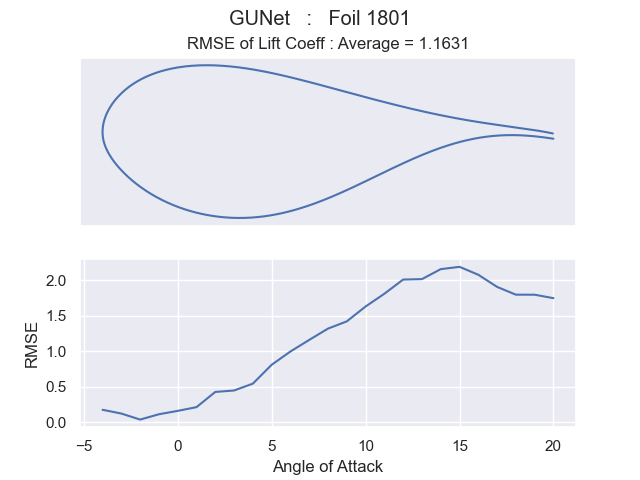 GUNet   :   Foil 1801
RMSE of Lift Coeff : Average = 1.1631
2.0
1.5
1.0
0.5
0.0
RMSE
−5 0 5 10 15 20
Angle of Attack